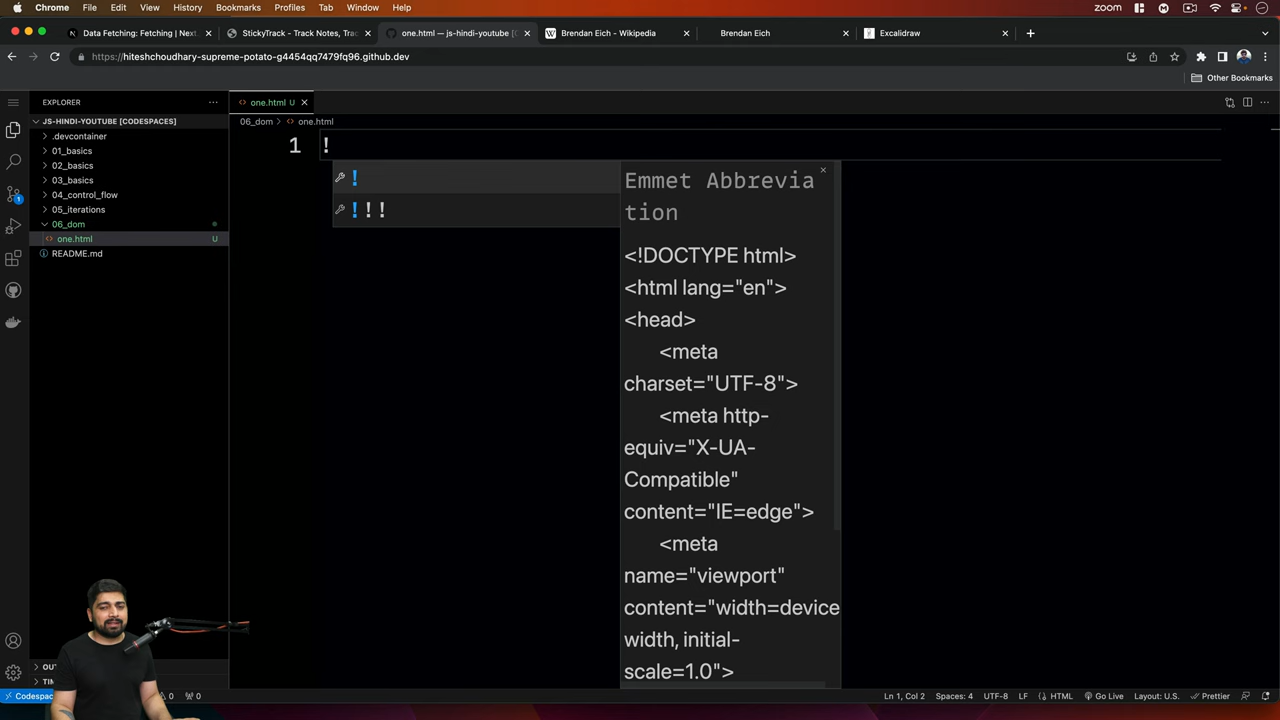 Chrome File Edit View History Bookmarks Profiles Tab Window Help zoom
Data Fetching: Fetching | Next. StickyTrack - Track Notes, Trac one.html — js-hindi-youtube [C Brendan Eich - Wikipedia Brendan Eich Excalidraw
https://hiteshchoudhary-supreme-potato-g4454qq7479fq96.github.dev
Other Bookmarks
EXPLORER
one.html U
JS-HINDI-YOUTUBE [CODESPACES]
06_dom > one.html
.devcontainer
01_basics
02_basics
03_basics
04_control_flow
05_iterations
06_dom
one.html U
README.md
1 !
!
!!!
Emmet Abbrevia
tion
<!DOCTYPE html>
<html lang="en">
<head>
<meta
charset="UTF-8">
<meta http-
equiv="X-UA-
Compatible"
content="IE=edge">
<meta
name="viewport"
content="width=device
width, initial-
scale=1.0">
OU
TIM
Codespac 0 0 Ln 1, Col 2 Spaces: 4 UTF-8 LF HTML Go Live Layout: U.S. Prettier